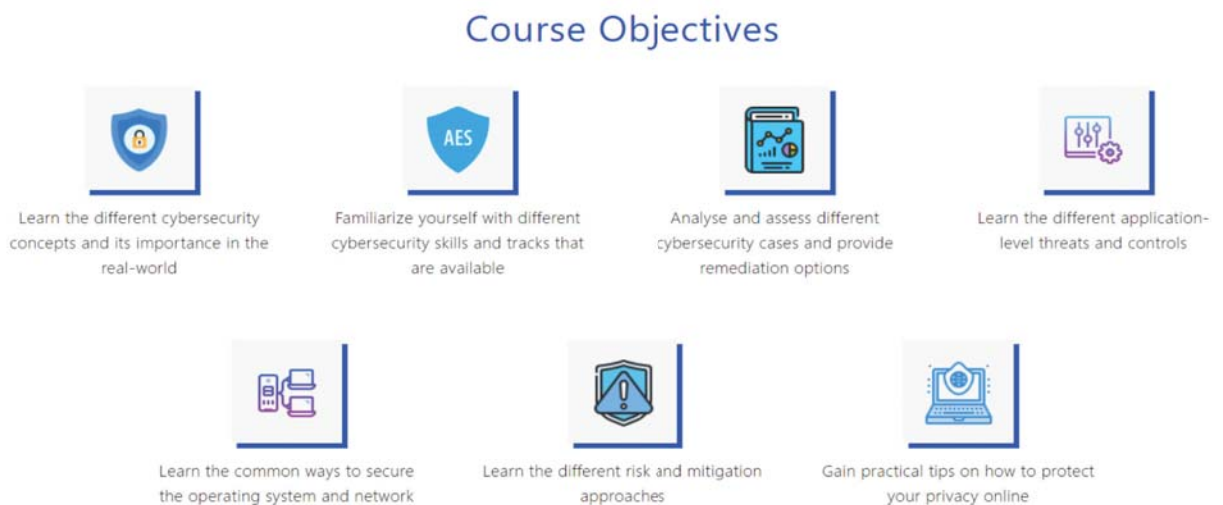 Course Objectives
AES
Learn the different cybersecurity
concepts and its importance in the
real-world
Familiarize yourself with different
cybersecurity skills and tracks that
are available
Analyse and assess different
cybersecurity cases and provide
remediation options
Learn the different application-
level threats and controls
Learn the common ways to secure
the operating system and network
Learn the different risk and mitigation
approaches
Gain practical tips on how to protect
your privacy online